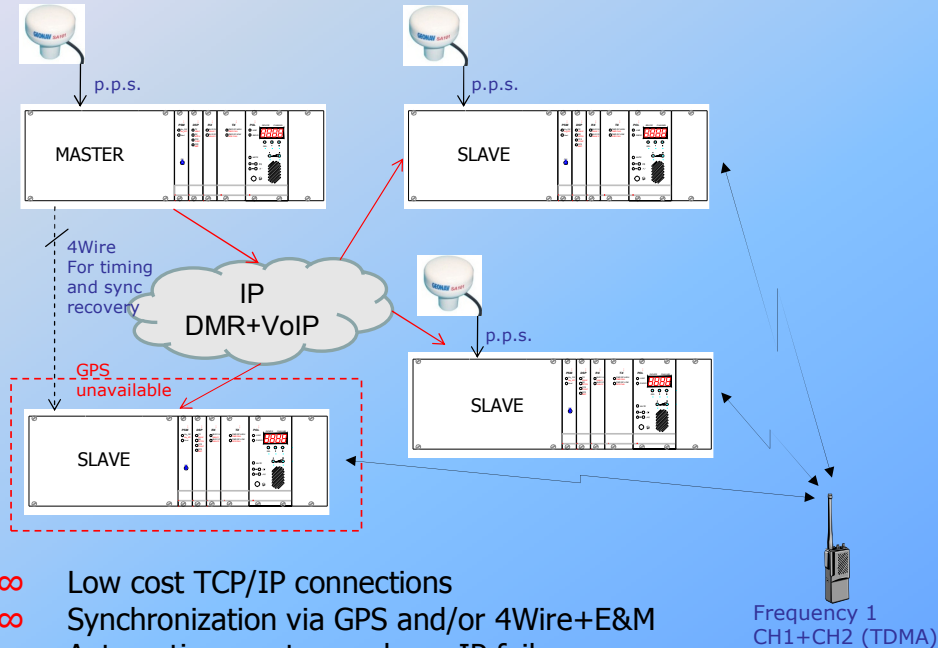 p.p.s.
p.p.s.
MASTER
SLAVE
4Wire
For timing
and sync
recovery
IP
DMR+VoIP
p.p.s.
GPS
unavailable
SLAVE
SLAVE
∞ Low cost TCP/IP connections
∞ Synchronization via GPS and/or 4Wire+E&M
Frequency 1
CH1+CH2 (TDMA)